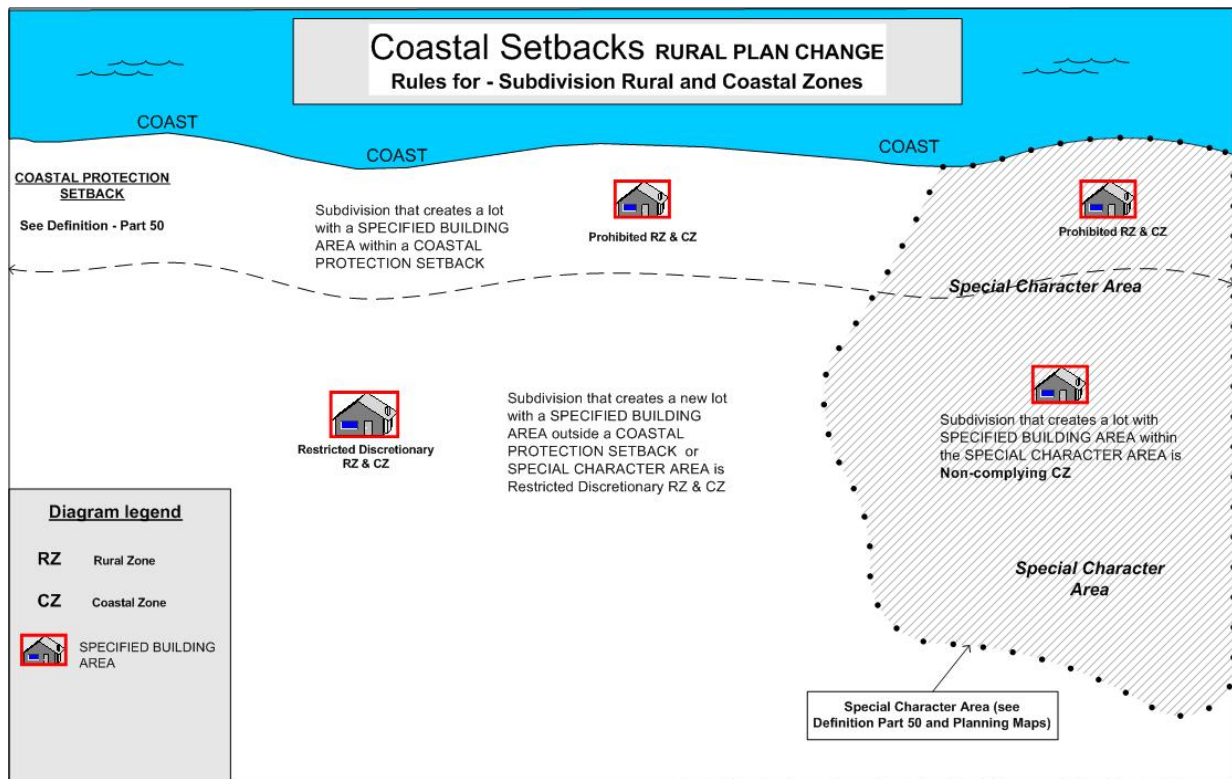 Coastal Setbacks RURAL PLAN CHANGE
Rules for - Subdivision Rural and Coastal Zones
COAST
COAST
COAST
COASTAL PROTECTION
SETBACK
See Definition - Part 50
Subdivision that creates a lot
with a SPECIFIED BUILDING
AREA within a COASTAL
PROTECTION SETBACK
Prohibited RZ & CZ
Prohibited RZ & CZ
Special Character Area
Restricted Discretionary
RZ & CZ
Subdivision that creates a new lot
with a SPECIFIED BUILDING
AREA outside a COASTAL
PROTECTION SETBACK or
SPECIAL CHARACTER AREA is
Restricted Discretionary RZ & CZ
Subdivision that creates a lot with
SPECIFIED BUILDING AREA within
the SPECIAL CHARACTER AREA is
Non-complying CZ
Special Character
Area
Diagram legend
RZ Rural Zone
CZ Coastal Zone
SPECIFIED BUILDING
AREA
Special Character Area (see
Definition Part 50 and Planning Maps)